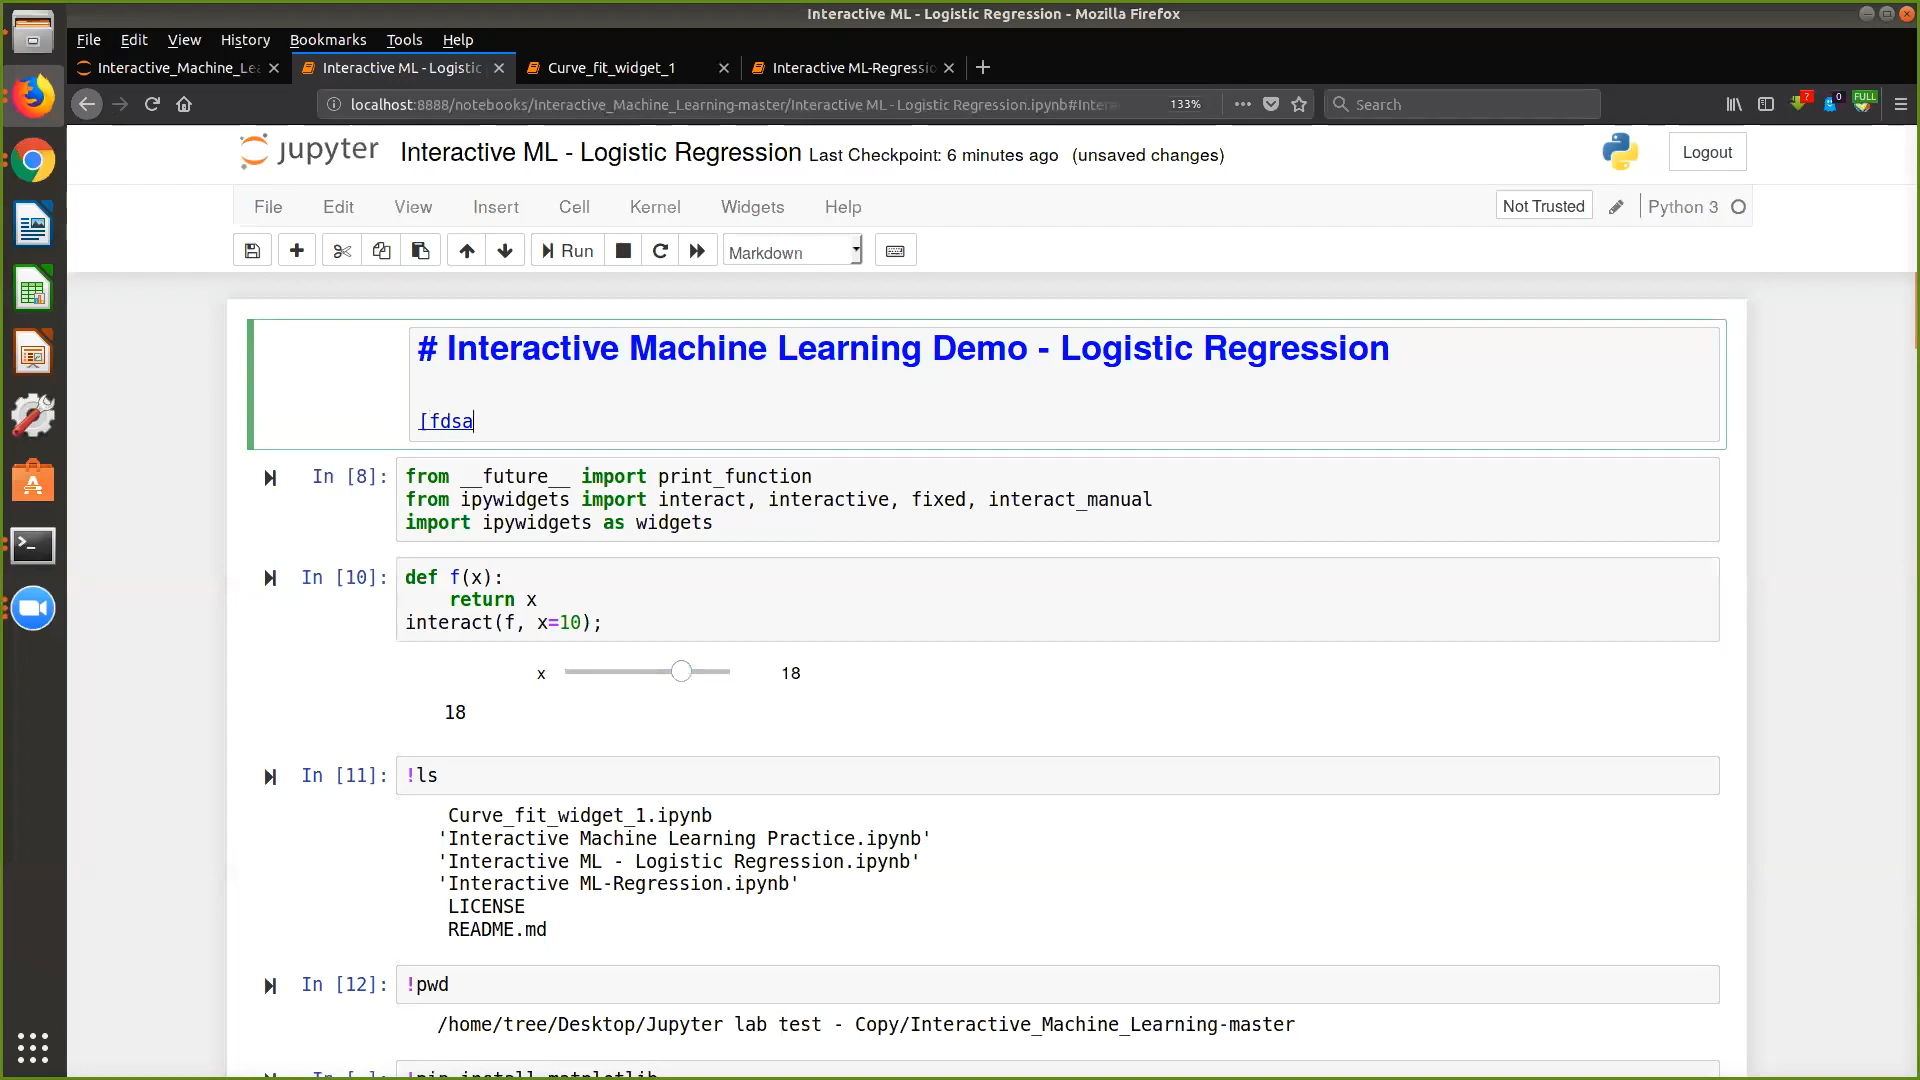 Interactive ML - Logistic Regression - Mozilla Firefox
File Edit View History Bookmarks Tools Help
Interactive_Machine_Le
Interactive ML - Logistic
Curve_fit_widget_1
Interactive ML-Regressio
localhost:8888/notebooks/Interactive_Machine_Learning-master/Interactive ML - Logistic Regression.ipynb#Inter
133%
Search
?
0
FULL
jupyter
Interactive ML - Logistic Regression Last Checkpoint: 6 minutes ago (unsaved changes)
Logout
File Edit View Insert Cell Kernel Widgets Help
Not Trusted
Python 3
Run
Markdown
# Interactive Machine Learning Demo - Logistic Regression
[fdsa
In [8]:
from __future__ import print_function
from ipywidgets import interact, interactive, fixed, interact_manual
import ipywidgets as widgets
In [10]:
def f(x):
return x
interact(f, x=10);
x 18
18
In [11]: !ls
Curve_fit_widget_1.ipynb
'Interactive Machine Learning Practice.ipynb'
'Interactive ML - Logistic Regression.ipynb'
'Interactive ML-Regression.ipynb'
LICENSE
README.md
In [12]: !pwd
/home/tree/Desktop/Jupyter lab test - Copy/Interactive_Machine_Learning-master
In [ ]: !pip install matplotlib